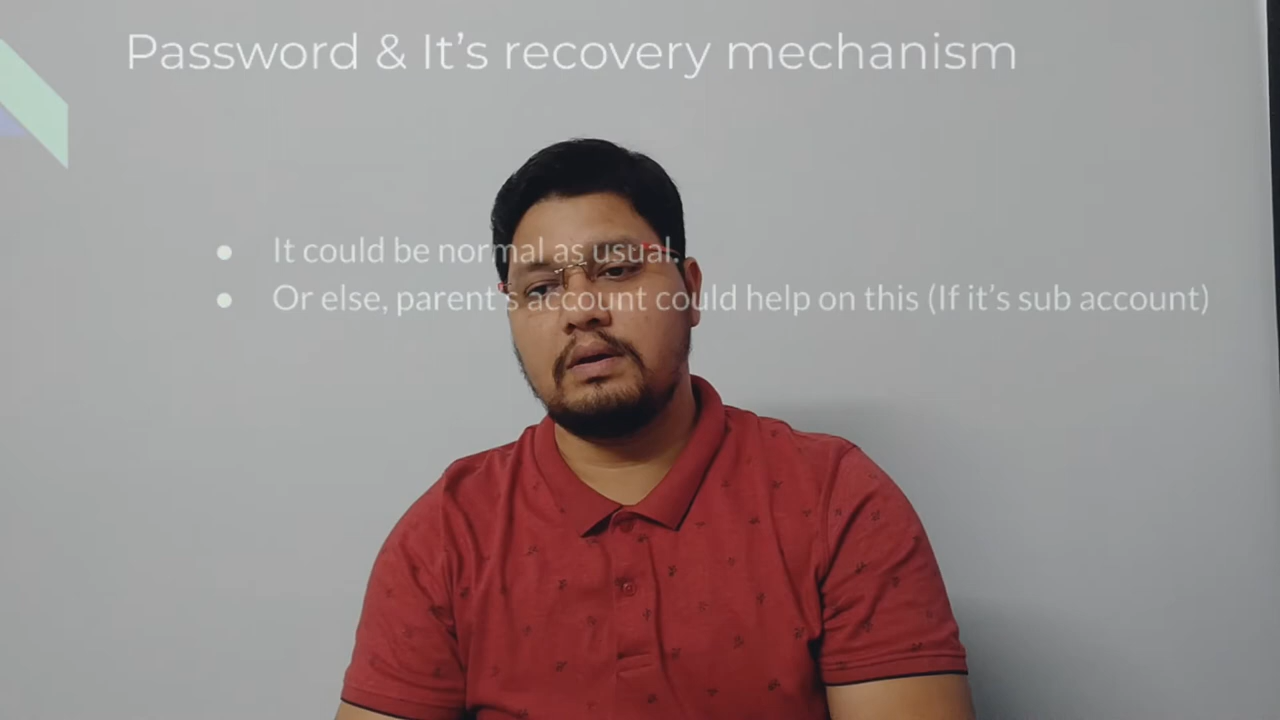 Password & It's recovery mechanism
● It could be normal as usual.
● Or else, parent's account could help on this (If it's sub account)